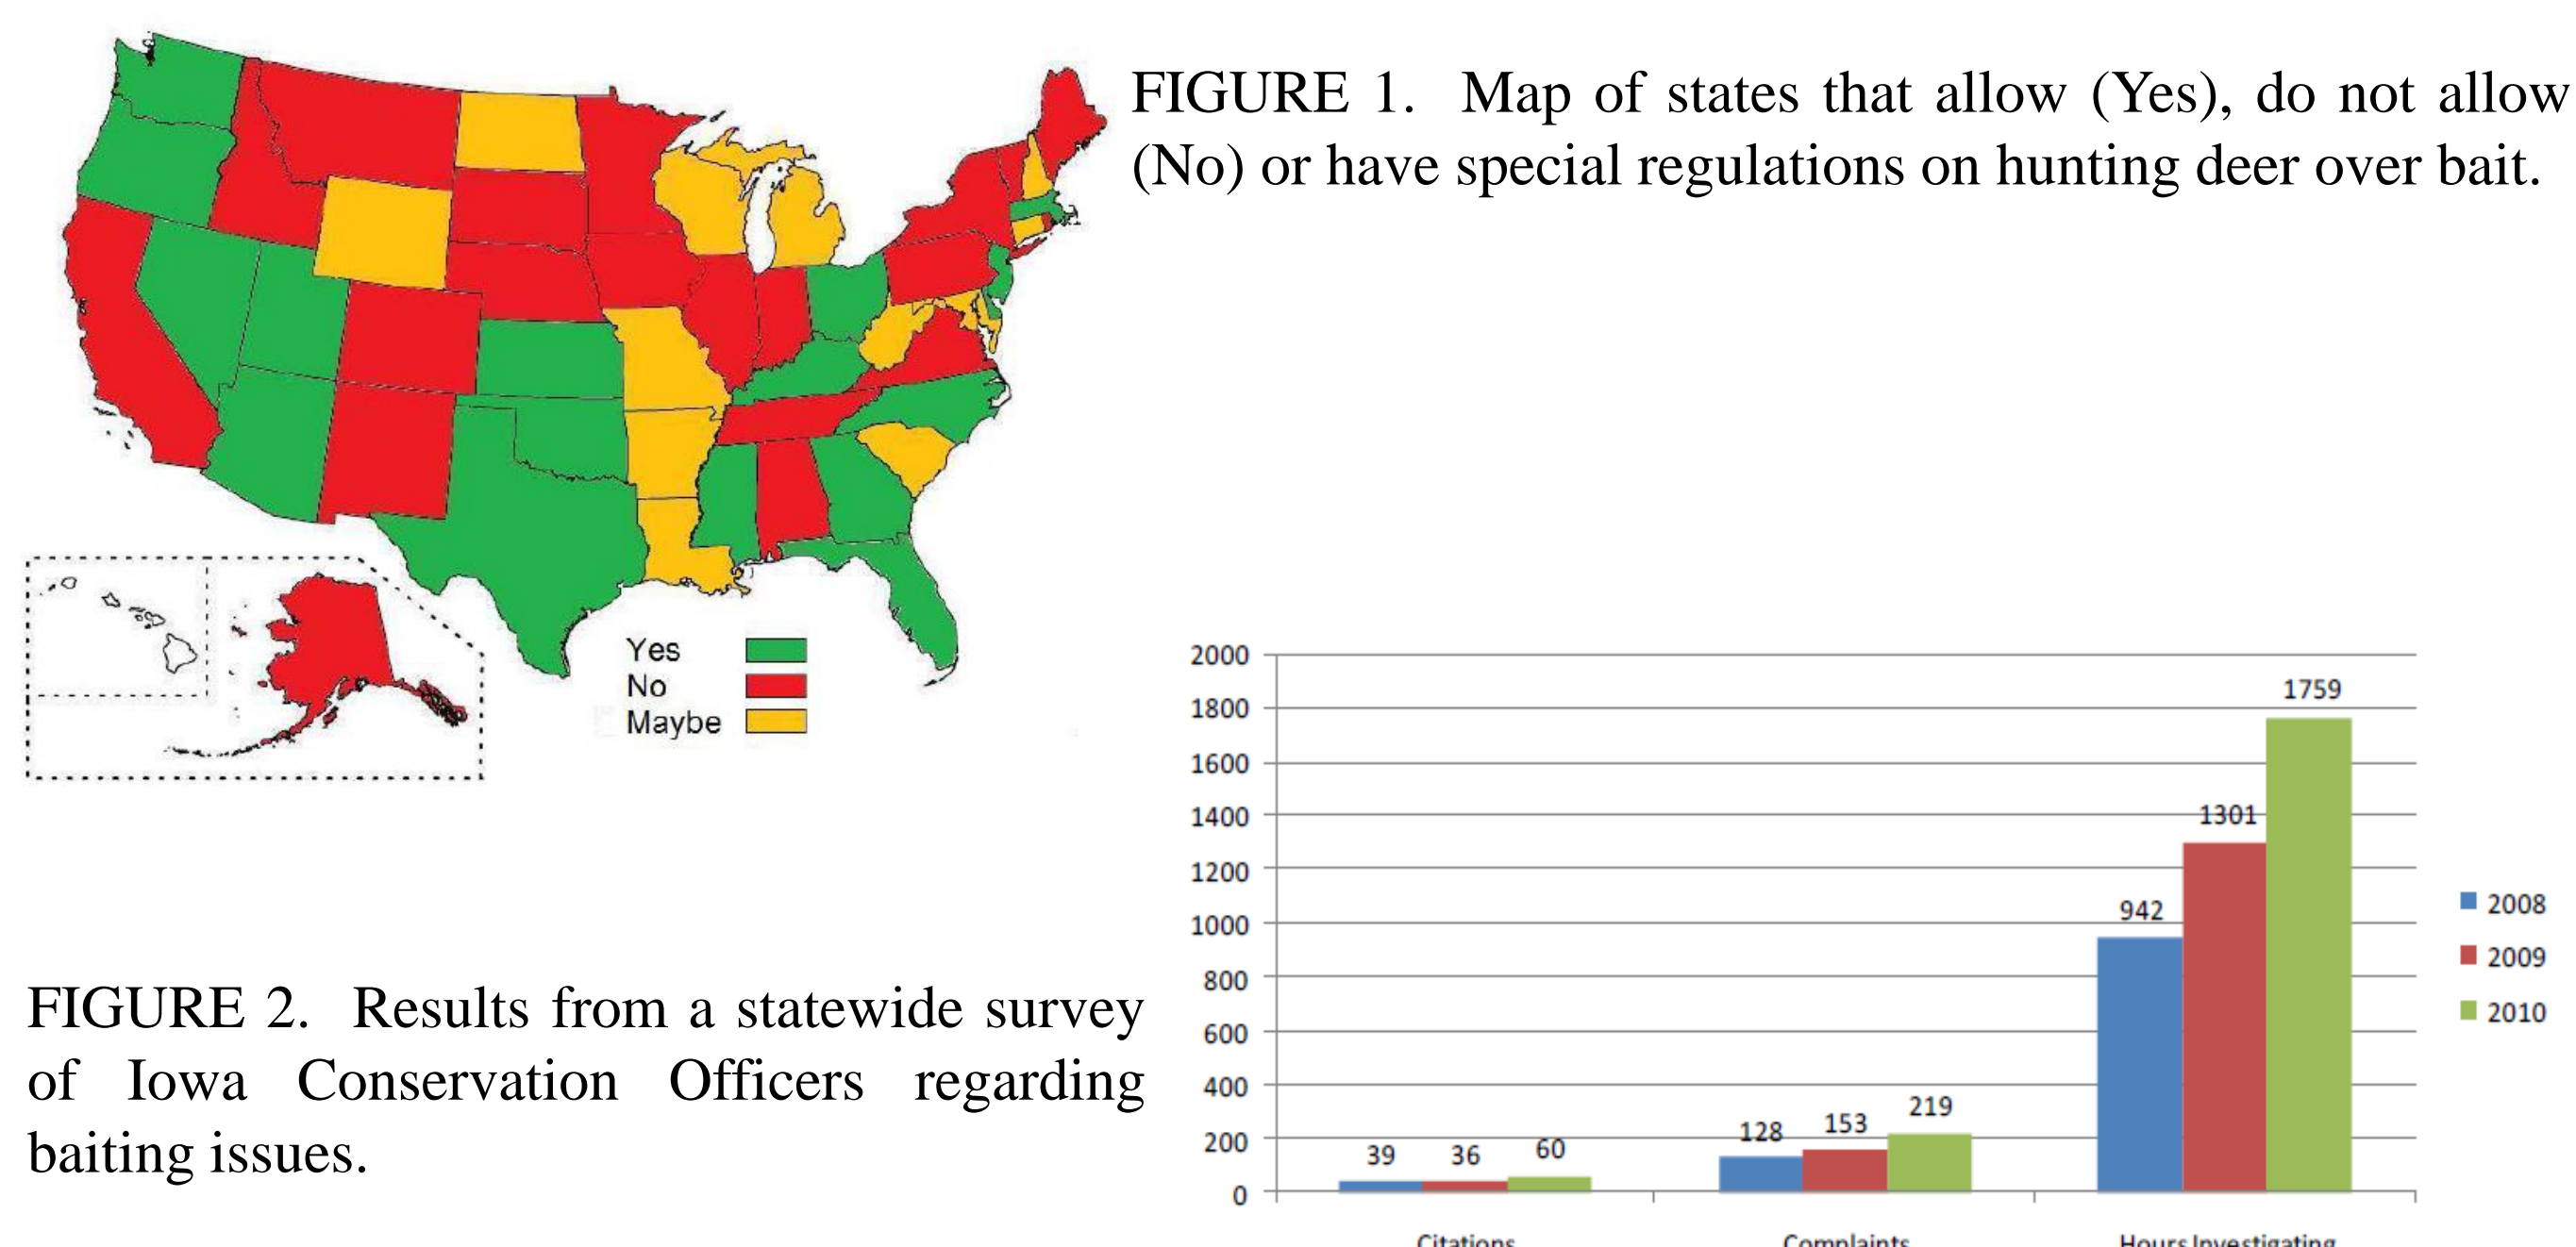 FIGURE 1. Map of states that allow (Yes), do not allow
(No) or have special regulations on hunting deer over bait.
Yes
No
Maybe
FIGURE 2. Results from a statewide survey
of Iowa Conservation Officers regarding
baiting issues.
2000
1800
1600
1400
1200
1000
800
600
400
200
0
39
36
60
128
153
219
942
1301
1759
Citations
Complaints
Hours Investigating
2008
2009
2010